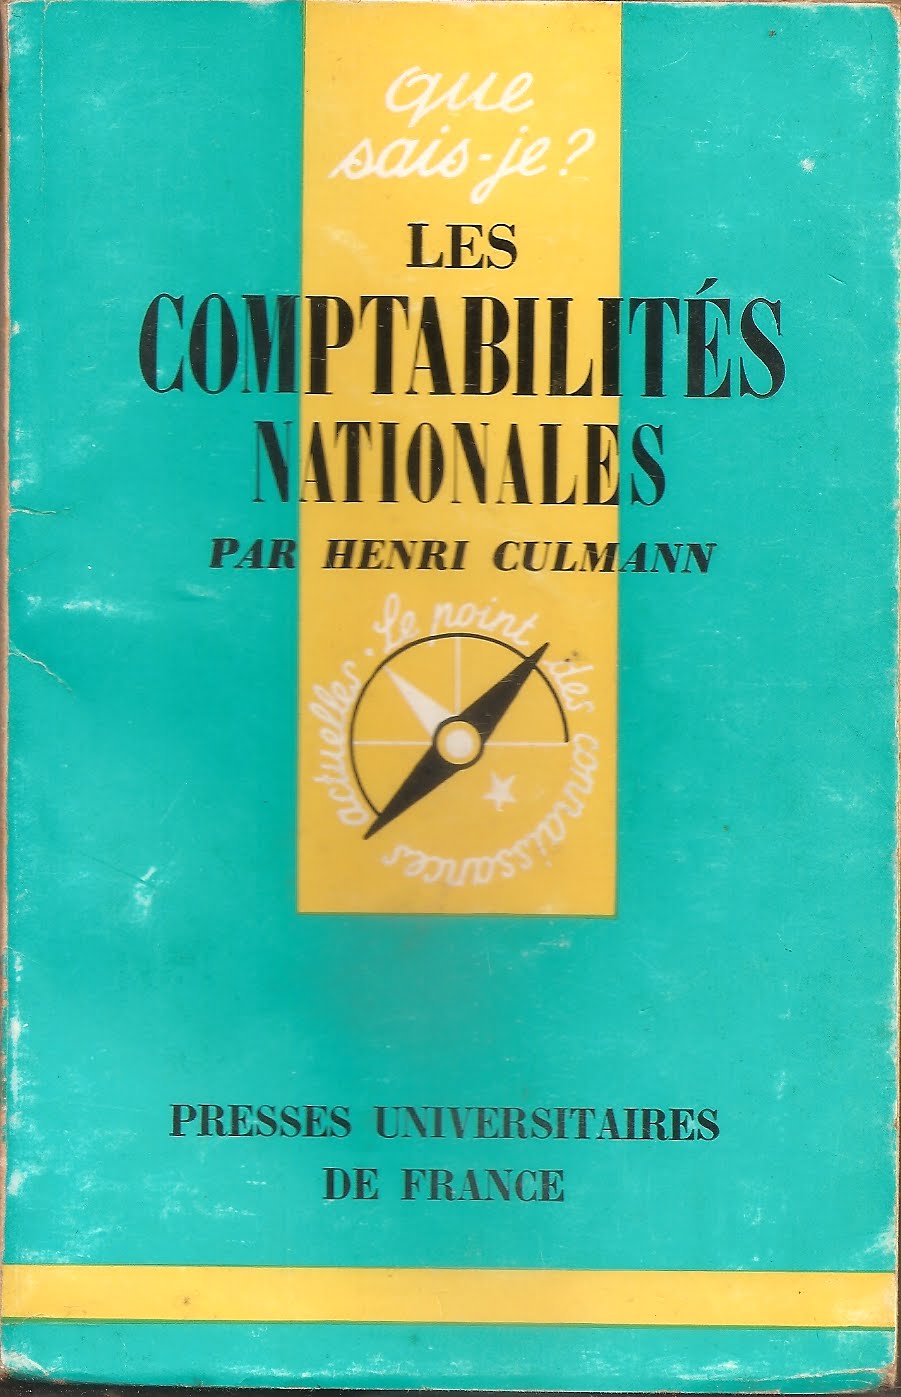 que
sais-je?
LES
COMPTABILITÉS
NATIONALES
PAR HENRI CULMANN
Le point des connaissances actuelles.
PRESSES UNIVERSITAIRES
DE FRANCE